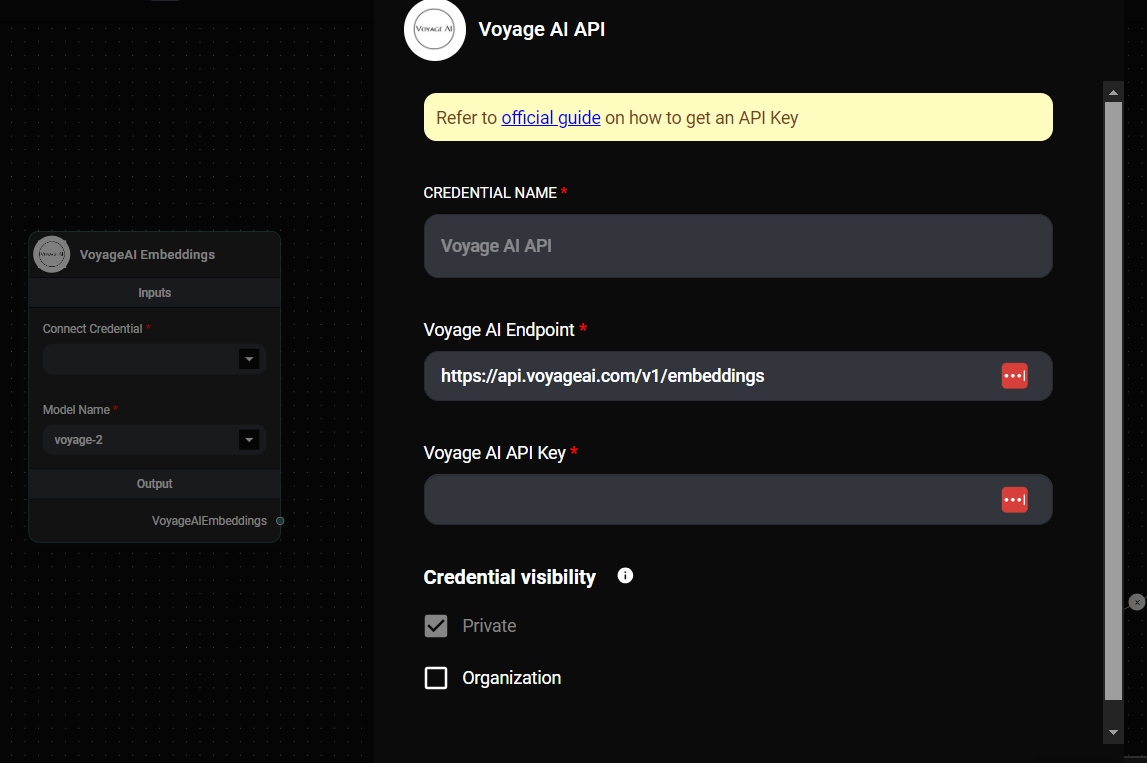 VOYAGE AI
Voyage AI API
Refer to official guide on how to get an API Key
CREDENTIAL NAME *
Voyage AI API
Voyage AI Endpoint *
https://api.voyageai.com/v1/embeddings
Voyage AI API Key *
Credential visibility
Private
Organization
VOYAGE AI
VoyageAI Embeddings
Inputs
Connect Credential *
Model Name *
voyage-2
Output
VoyageAIEmbeddings